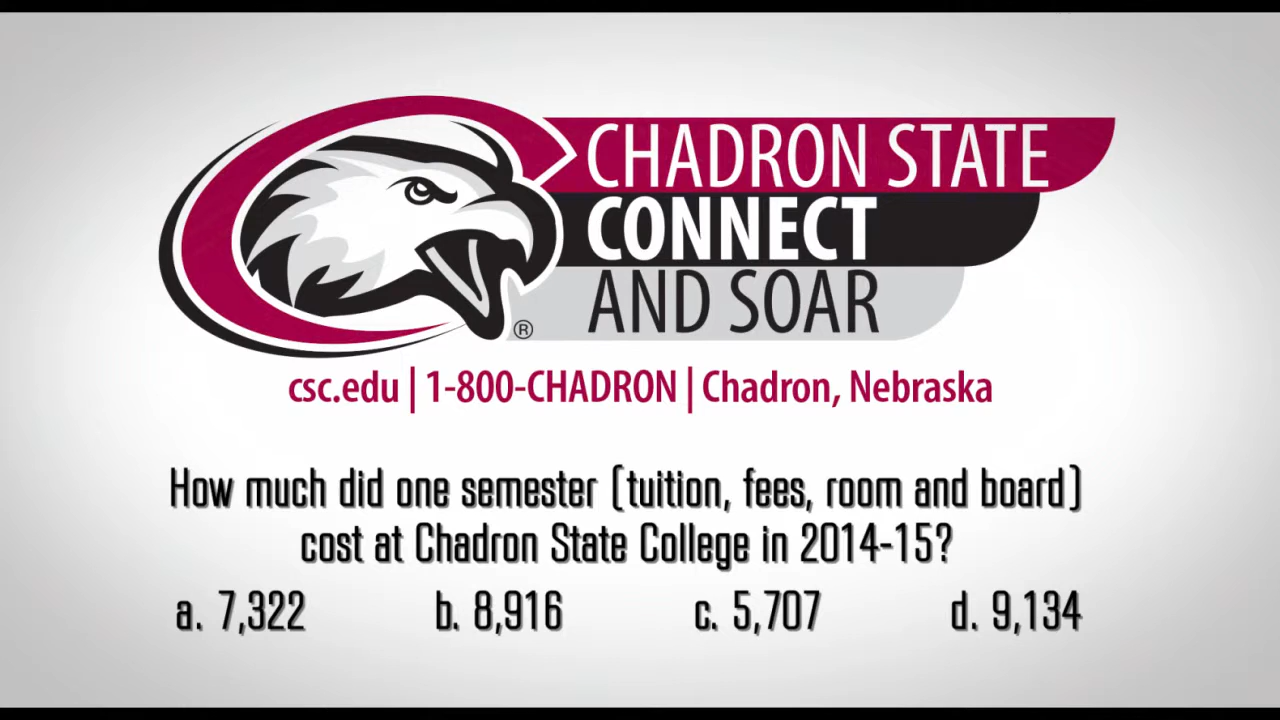 CHADRON STATE
CONNECT
AND SOAR
®
csc.edu | 1-800-CHADRON | Chadron, Nebraska
How much did one semester (tuition, fees, room and board)
cost at Chadron State College in 2014-15?
a. 7,322 b. 8,916 c. 5,707 d. 9,134